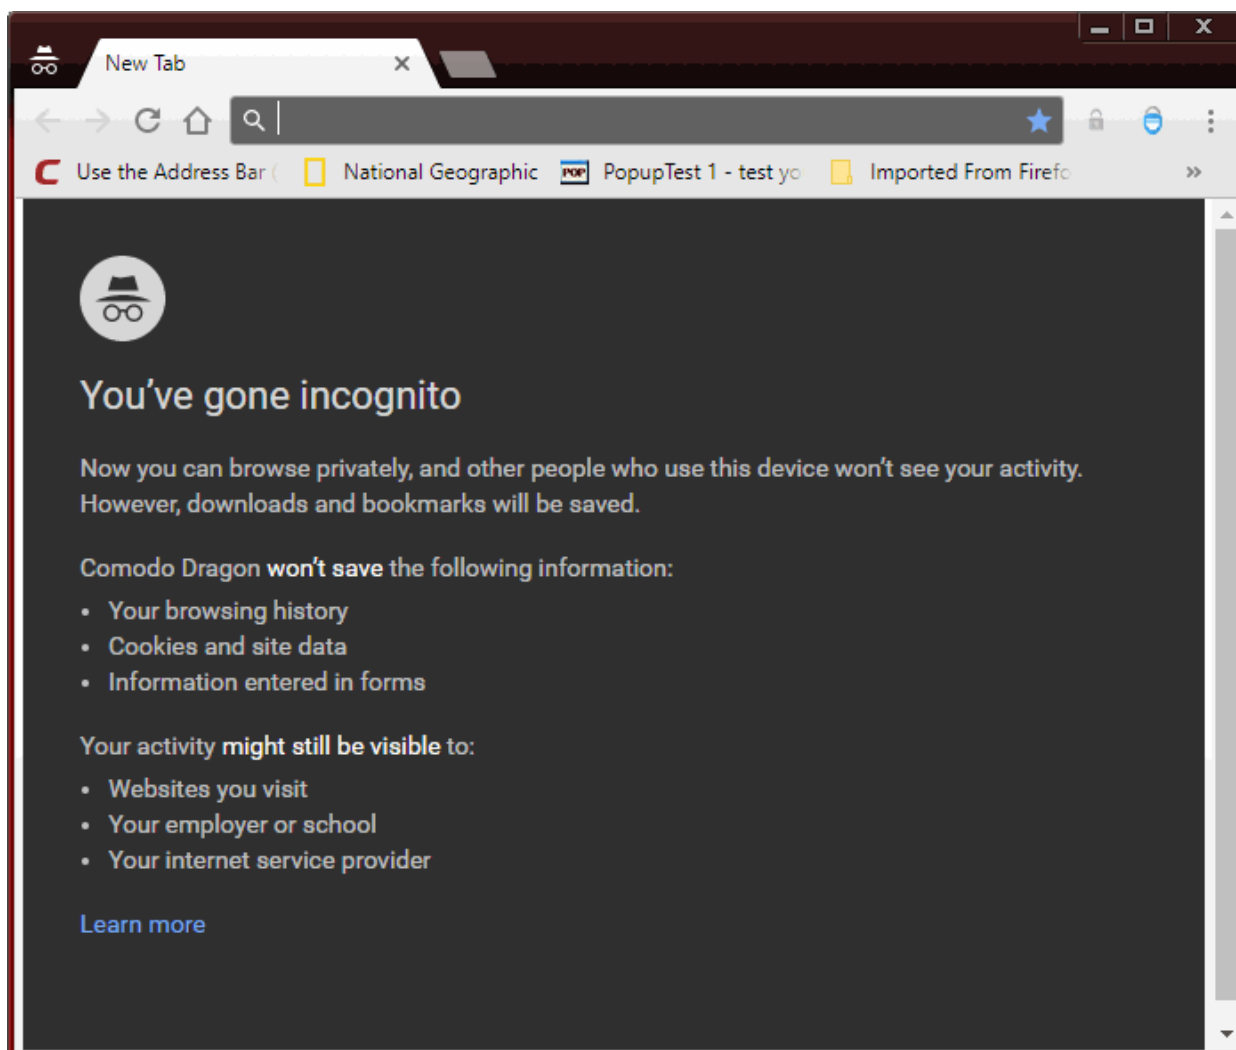 New Tab
Use the Address Bar (
National Geographic
POP
PopupTest 1 - test yo
Imported From Firefo
You've gone incognito
Now you can browse privately, and other people who use this device won't see your activity.
However, downloads and bookmarks will be saved.
Comodo Dragon won't save the following information:
• Your browsing history
• Cookies and site data
• Information entered in forms
Your activity might still be visible to:
• Websites you visit
• Your employer or school
• Your internet service provider
Learn more